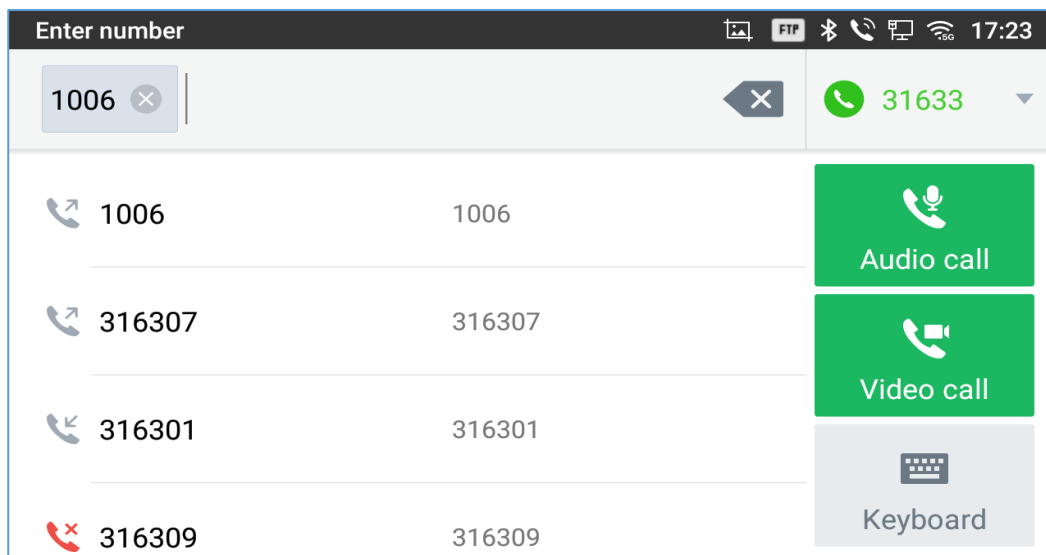 Enter number FTP 5G 17:23
1006 31633
1006 1006
Audio call
316307 316307
Video call
316301 316301
Keyboard
316309 316309